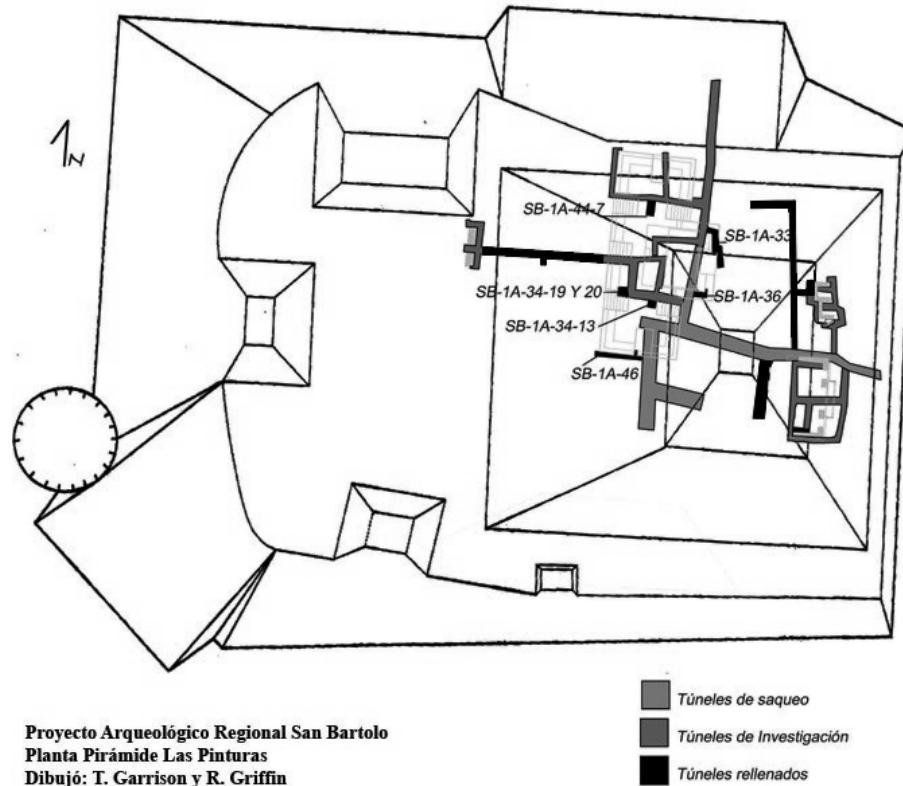 N
SB-1A-44-7
SB-1A-33
SB-1A-34-19 Y 20
SB-1A-36
SB-1A-34-13
SB-1A-46
Túneles de saqueo
Túneles de Investigación
Túneles rellenados
Proyecto Arqueológico Regional San Bartolo
Planta Pirámide Las Pinturas
Dibujó: T. Garrison y R. Griffin